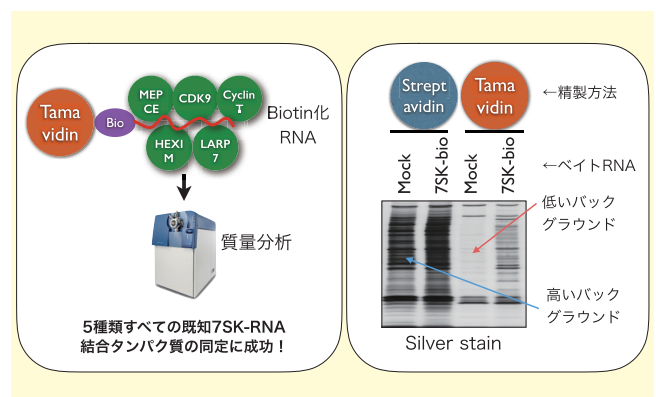 Tama
vidin
Bio
MEP
CE
CDK9
Cyclin
T
HEXI
M
LARP
7
Biotin化
RNA
質量分析
5種類すべての既知7SK-RNA
結合タンパク質の同定に成功！
Strept
avidin
Tama
vidin
←精製方法
Mock
7SK-bio
Mock
7SK-bio
←ベイトRNA
低いバック
グラウンド
高いバック
グラウンド
Silver stain